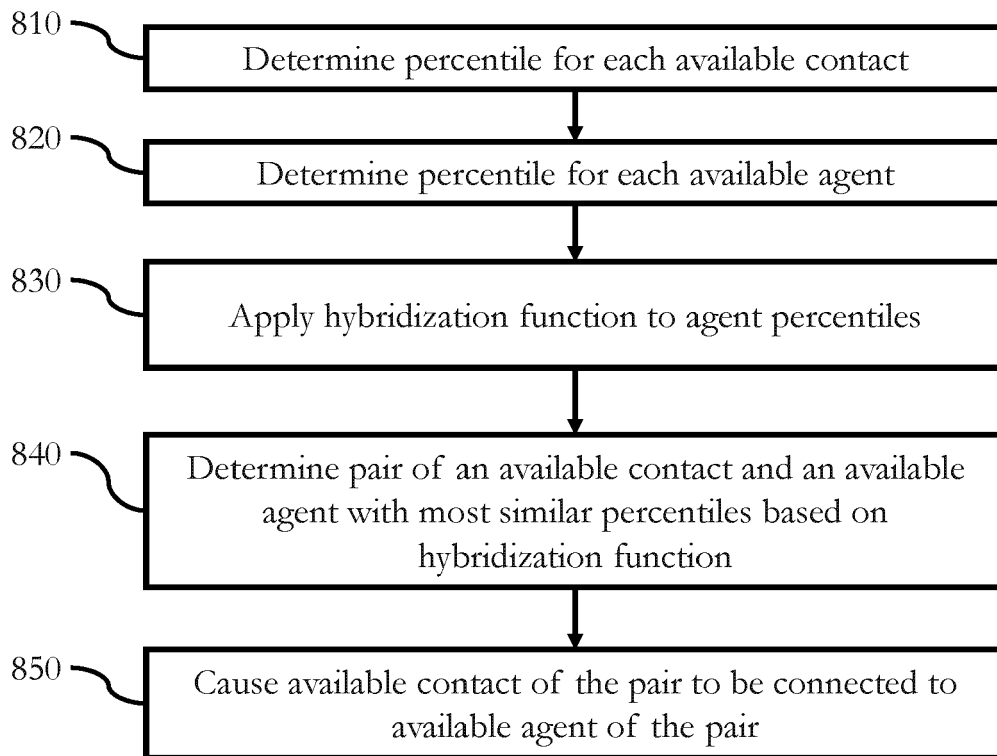 810
Determine percentile for each available contact
820
Determine percentile for each available agent
830
Apply hybridization function to agent percentiles
840
Determine pair of an available contact and an available
agent with most similar percentiles based on
hybridization function
850
Cause available contact of the pair to be connected to
available agent of the pair